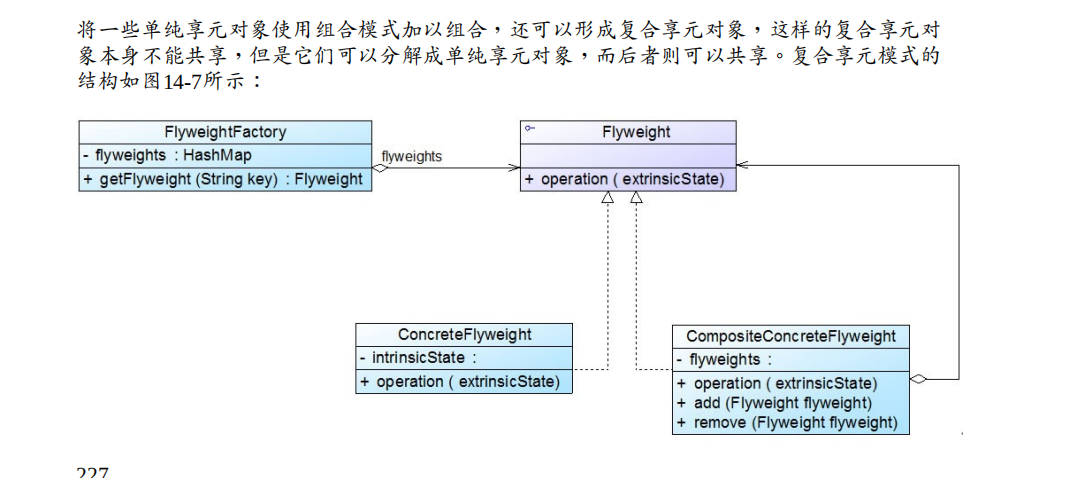 将一些单纯享元对象使用组合模式加以组合，还可以形成复合享元对象，这样的复合享元对
象本身不能共享，但是它们可以分解成单纯享元对象，而后者则可以共享。复合享元模式的
结构如图14-7所示：
FlyweightFactory
- flyweights : HashMap
+ getFlyweight (String key) : Flyweight
flyweights
Flyweight
+ operation ( extrinsicState)
ConcreteFlyweight
- intrinsicState :
+ operation ( extrinsicState)
CompositeConcreteFlyweight
- flyweights :
+ operation ( extrinsicState)
+ add (Flyweight flyweight)
+ remove (Flyweight flyweight)
227